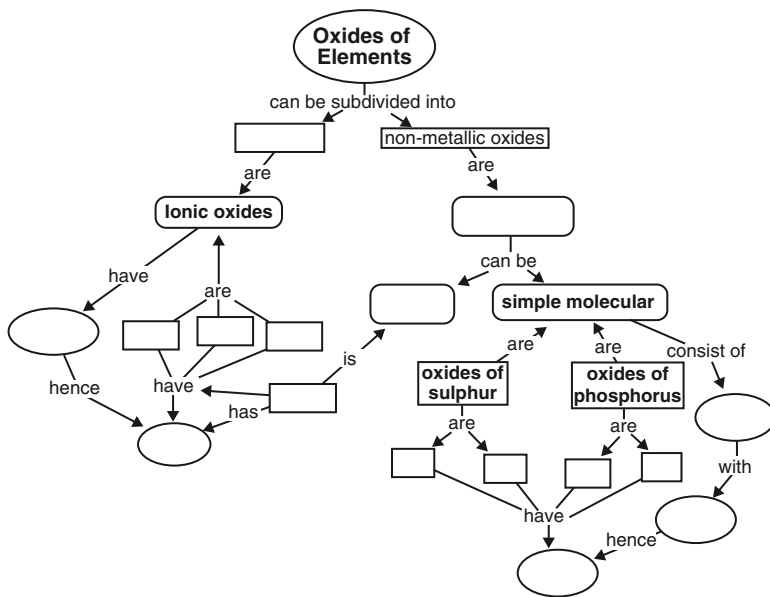 Oxides of
Elements
can be subdivided into
non-metallic oxides
are
are
Ionic oxides
have
can be
are
simple molecular
are
are
consist of
is
oxides of
sulphur
oxides of
phosphorus
hence
have
has
are
are
with
have
hence